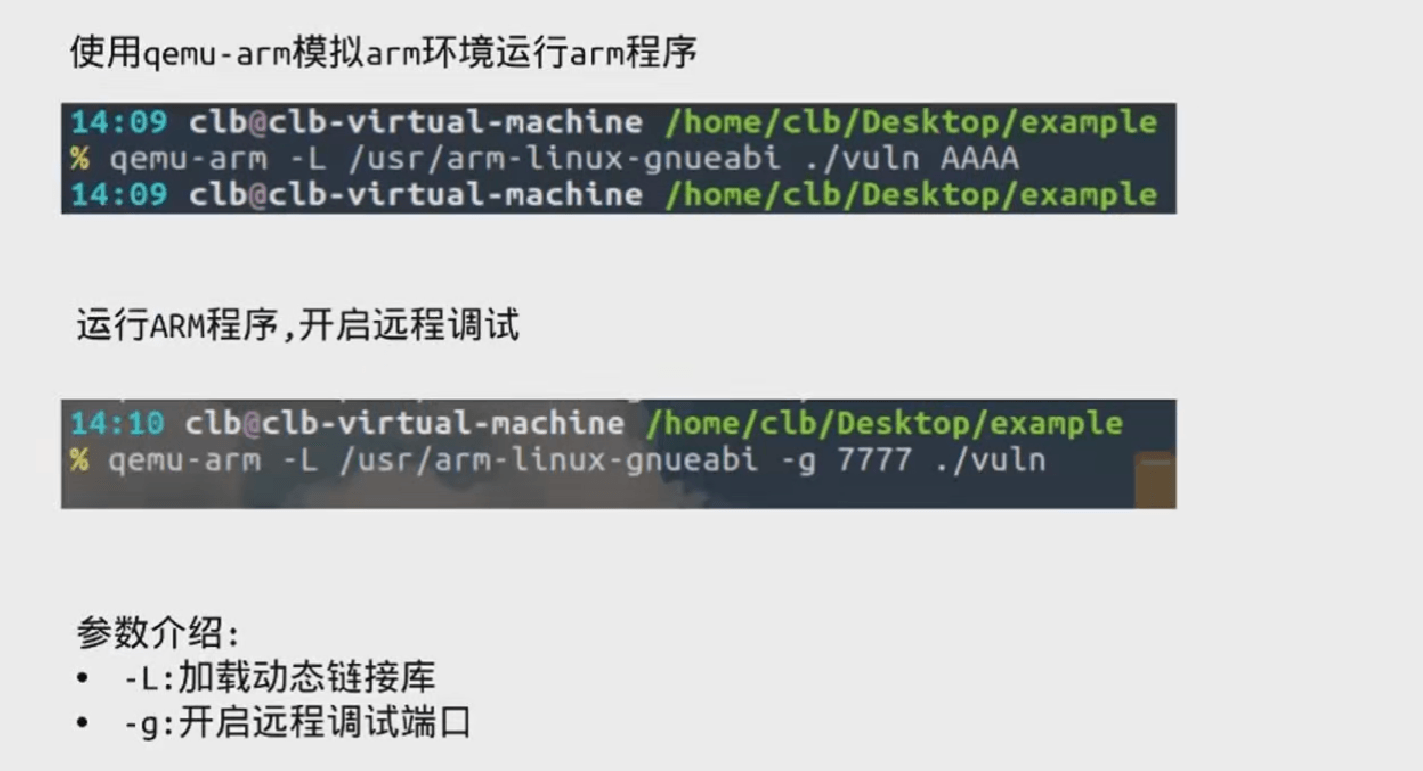 使用qemu-arm模拟arm环境运行arm程序
14:09 clb@clb-virtual-machine /home/clb/Desktop/example
% qemu-arm -L /usr/arm-linux-gnueabi ./vuln AAAA
14:09 clb@clb-virtual-machine /home/clb/Desktop/example
运行ARM程序,开启远程调试
14:10 clb@clb-virtual-machine /home/clb/Desktop/example
% qemu-arm -L /usr/arm-linux-gnueabi -g 7777 ./vuln
参数介绍:
• -L:加载动态链接库
• -g:开启远程调试端口